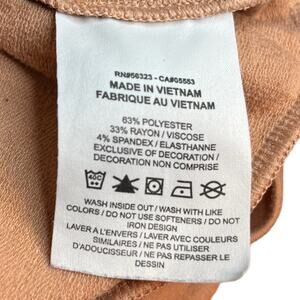 RN#56323 - CA#05553
MADE IN VIETNAM
FABRIQUE AU VIETNAM
63% POLYESTER
33% RAYON / VISCOSE
4% SPANDEX / ELASTHANNE
EXCLUSIVE OF DECORATION /
DECORATION NON COMPRISE
40C
WASH INSIDE OUT / WASH WITH LIKE
COLORS / DO NOT USE SOFTENERS / DO NOT
IRON DESIGN
LAVER A L'ENVERS / LAVER AVEC COULEURS
SIMILAIRES / NE PAS UTILISER
D'ADOUCISSEUR / NE PAS REPASSER LE
DESSIN